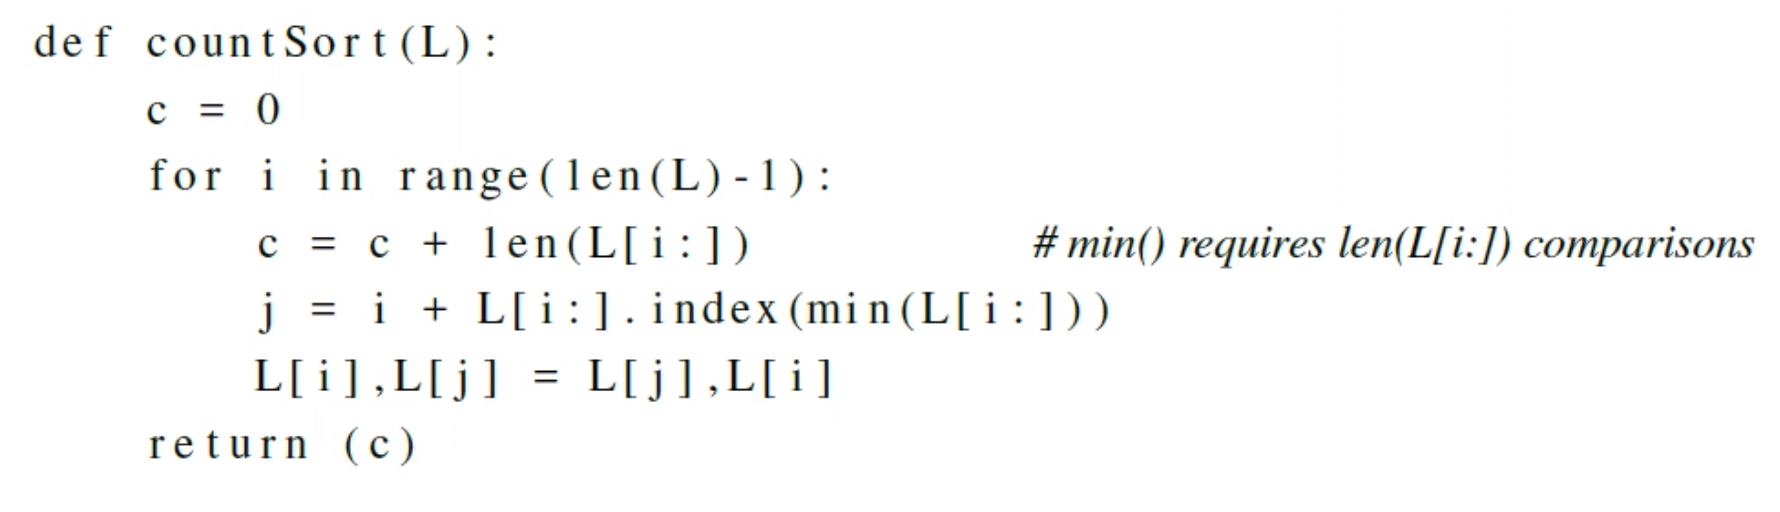 def countSort(L):
    c = 0
    for i in range(len(L)-1):
        c = c + len(L[i:])    # min() requires len(L[i:]) comparisons
        j = i + L[i:].index(min(L[i:]))
        L[i],L[j] = L[j],L[i]
    return (c)